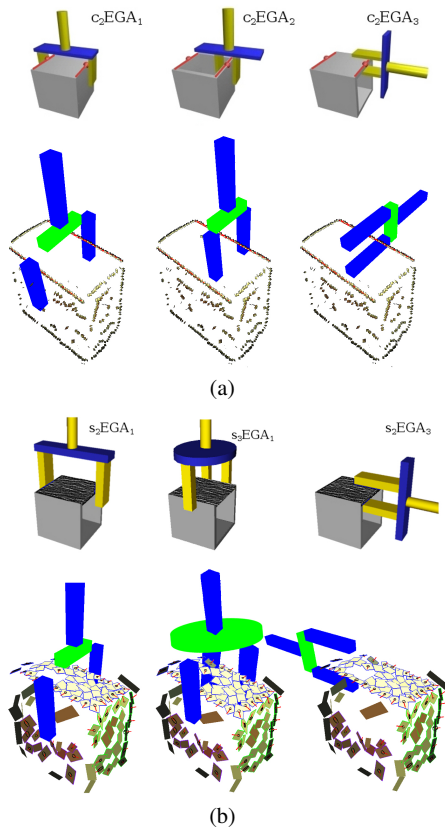 c₂EGA₁ c₂EGA₂ c₂EGA₃
(a)
s₂EGA₁ s₃EGA₁ s₂EGA₃
(b)